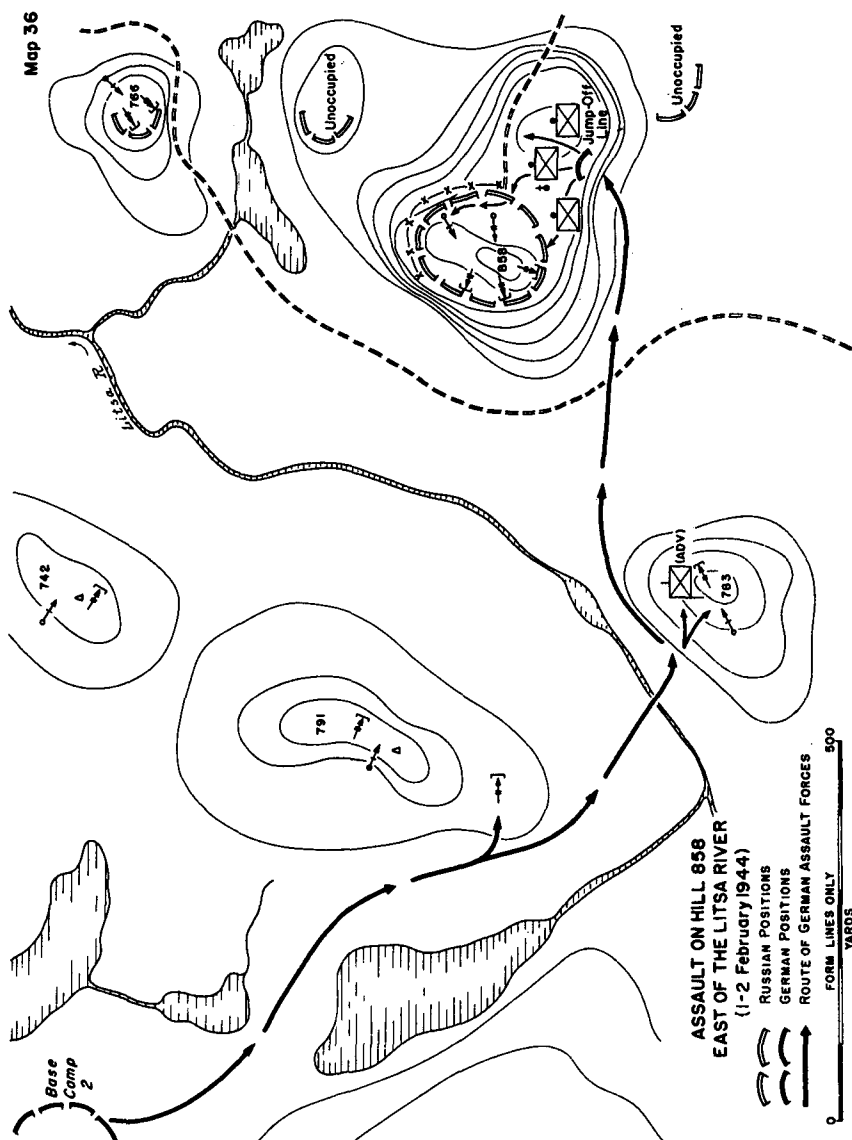 Map 36
Base
Camp
2
742
791
Litsa R
766
Unoccupied
858
Jump-Off
Line
Unoccupied
(ADV)
783
ASSAULT ON HILL 858
EAST OF THE LITSA RIVER
(1-2 February 1944)
RUSSIAN POSITIONS
GERMAN POSITIONS
ROUTE OF GERMAN ASSAULT FORCES
0 FORM LINES ONLY 500
YARDS